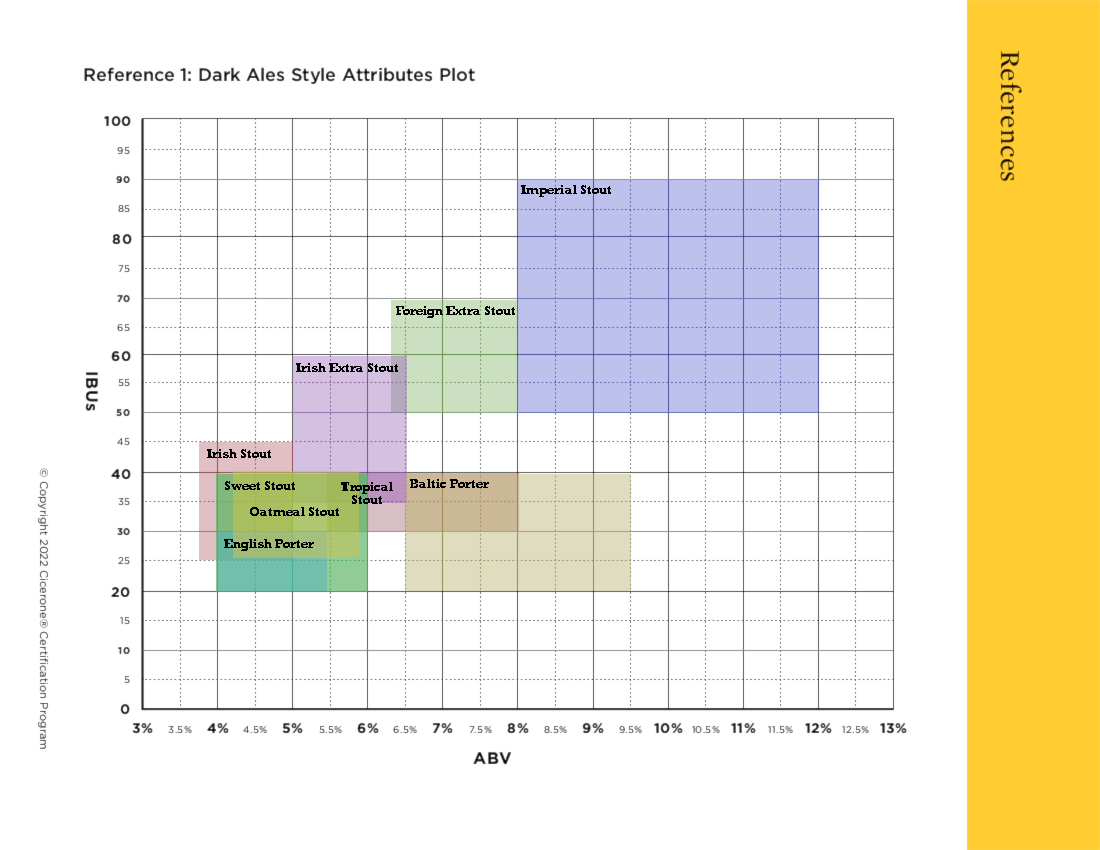 Reference 1: Dark Ales Style Attributes Plot
References
100
95
90
85
80
75
70
65
60
55
50
45
40
35
30
25
20
15
10
5
0
IBUs
Imperial Stout
Foreign Extra Stout
Irish Extra Stout
Irish Stout
Sweet Stout
Tropical
Stout
Baltic Porter
Oatmeal Stout
English Porter
3% 3.5% 4% 4.5% 5% 5.5% 6% 6.5% 7% 7.5% 8% 8.5% 9% 9.5% 10% 10.5% 11% 11.5% 12% 12.5% 13%
ABV
© Copyright 2022 Cicerone® Certification Program